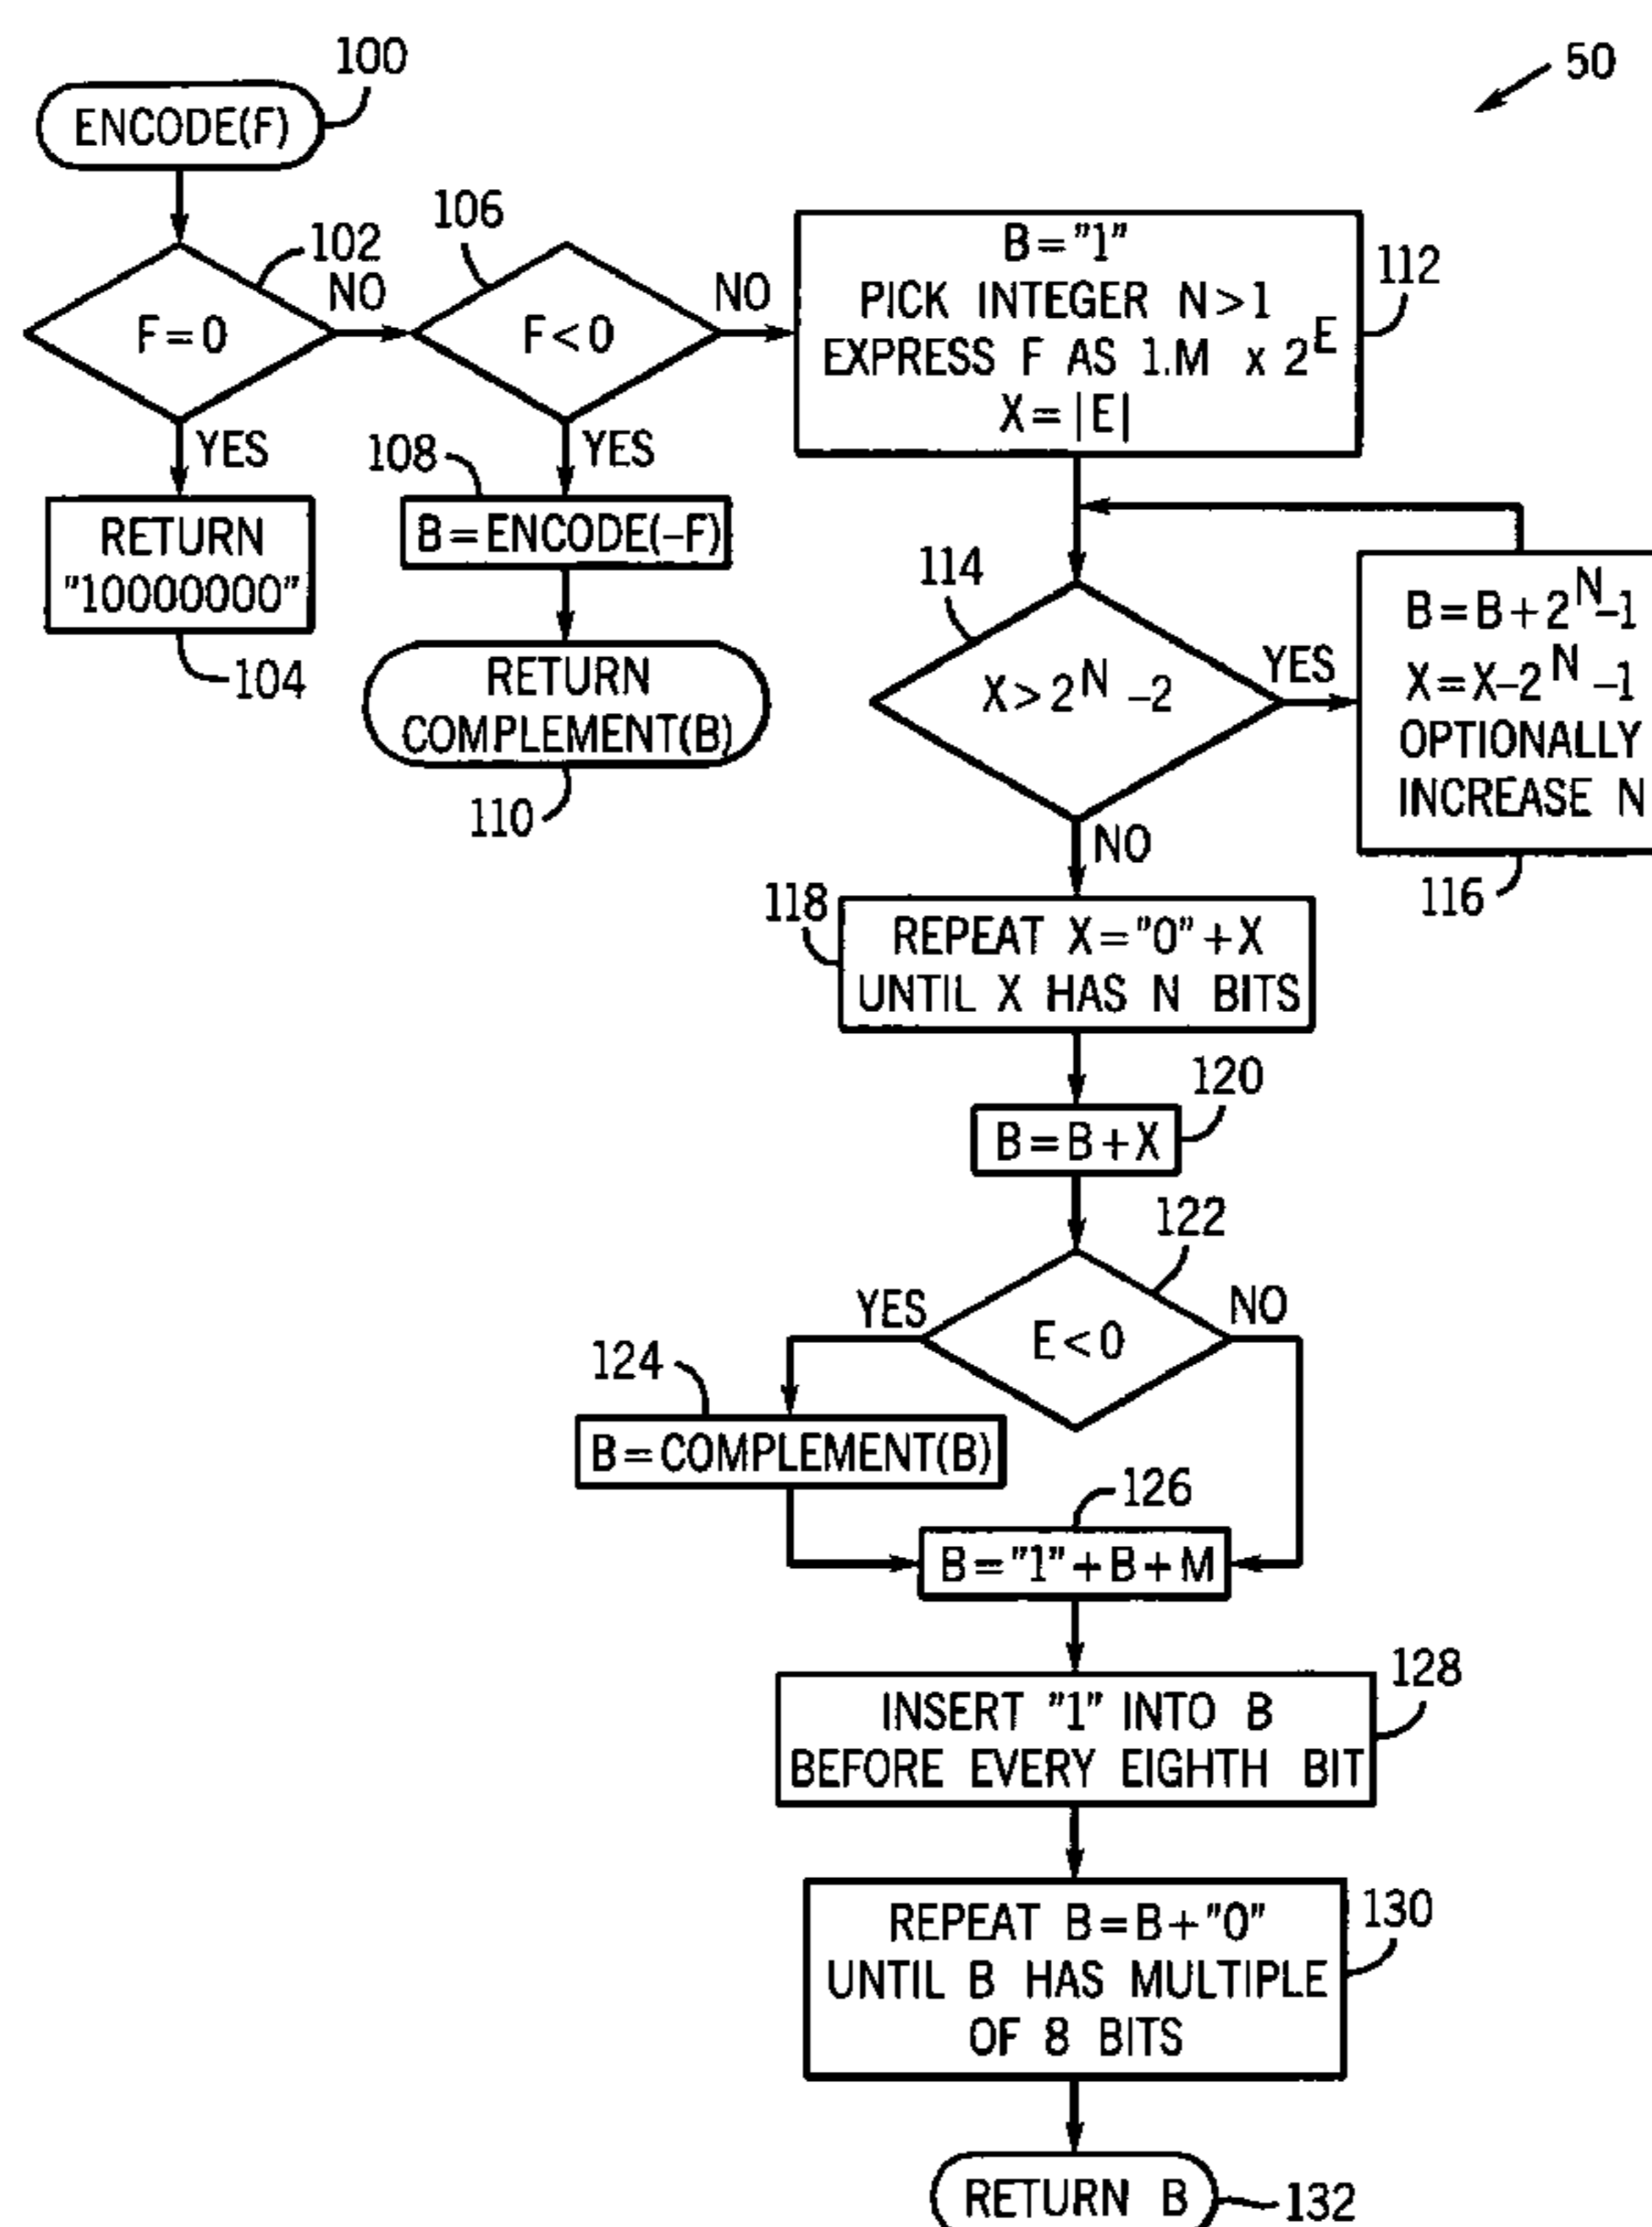 50
100
ENCODE(F)
102
F=0
NO
YES
RETURN
"10000000"
104
106
F<0
NO
YES
108
B=ENCODE(-F)
RETURN
COMPLEMENT(B)
110
B="1"
PICK INTEGER N>1
EXPRESS F AS 1.M x 2^E
X=|E|
112
114
X>2^N -2
YES
NO
B=B+2^N-1
X=X-2^N -1
OPTIONALLY
INCREASE N
116
118
REPEAT X="0"+X
UNTIL X HAS N BITS
120
B=B+X
122
E<0
YES
NO
124
B=COMPLEMENT(B)
126
B="1"+B+M
128
INSERT "1" INTO B
BEFORE EVERY EIGHTH BIT
130
REPEAT B=B+"0"
UNTIL B HAS MULTIPLE
OF 8 BITS
RETURN B
132